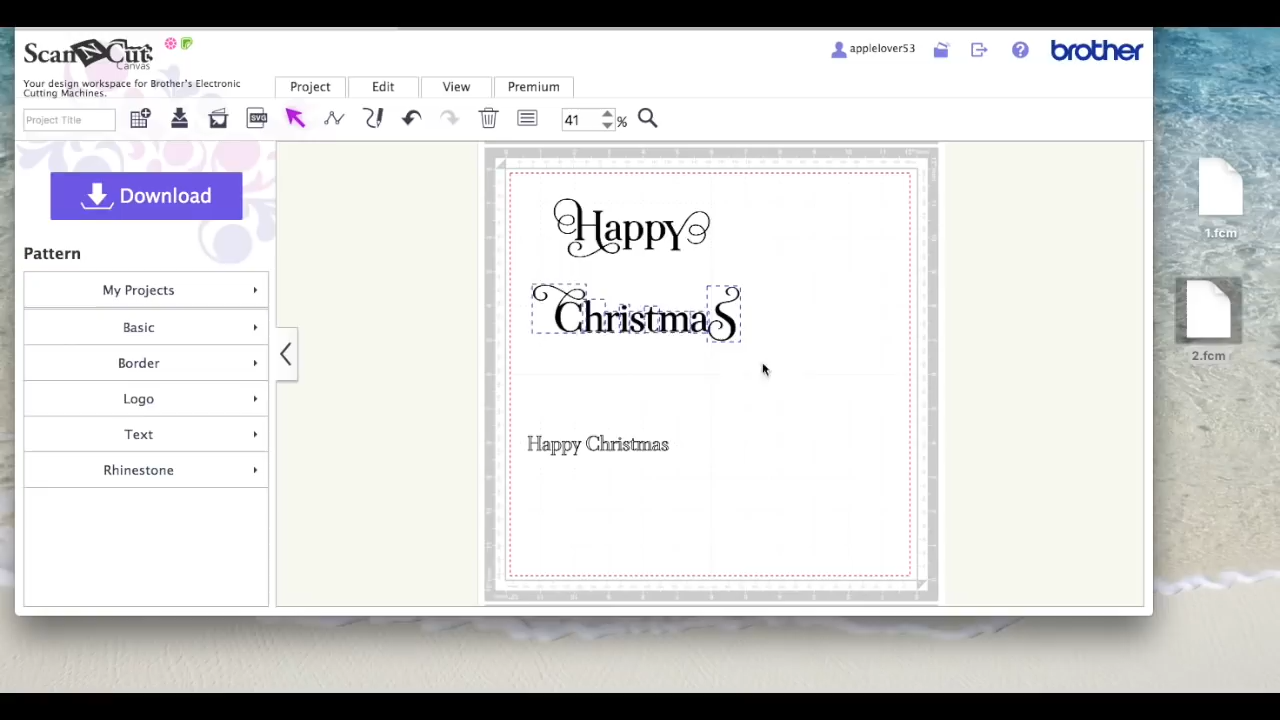 ScanNCut
Canvas
Your design workspace for Brother's Electronic
Cutting Machines.
applelover53
brother
Project
Edit
View
Premium
Project Title
SVG
41
%
Download
Pattern
My Projects
Basic
Border
Logo
Text
Rhinestone
Happy
Christmas
Happy Christmas
1.fcm
2.fcm